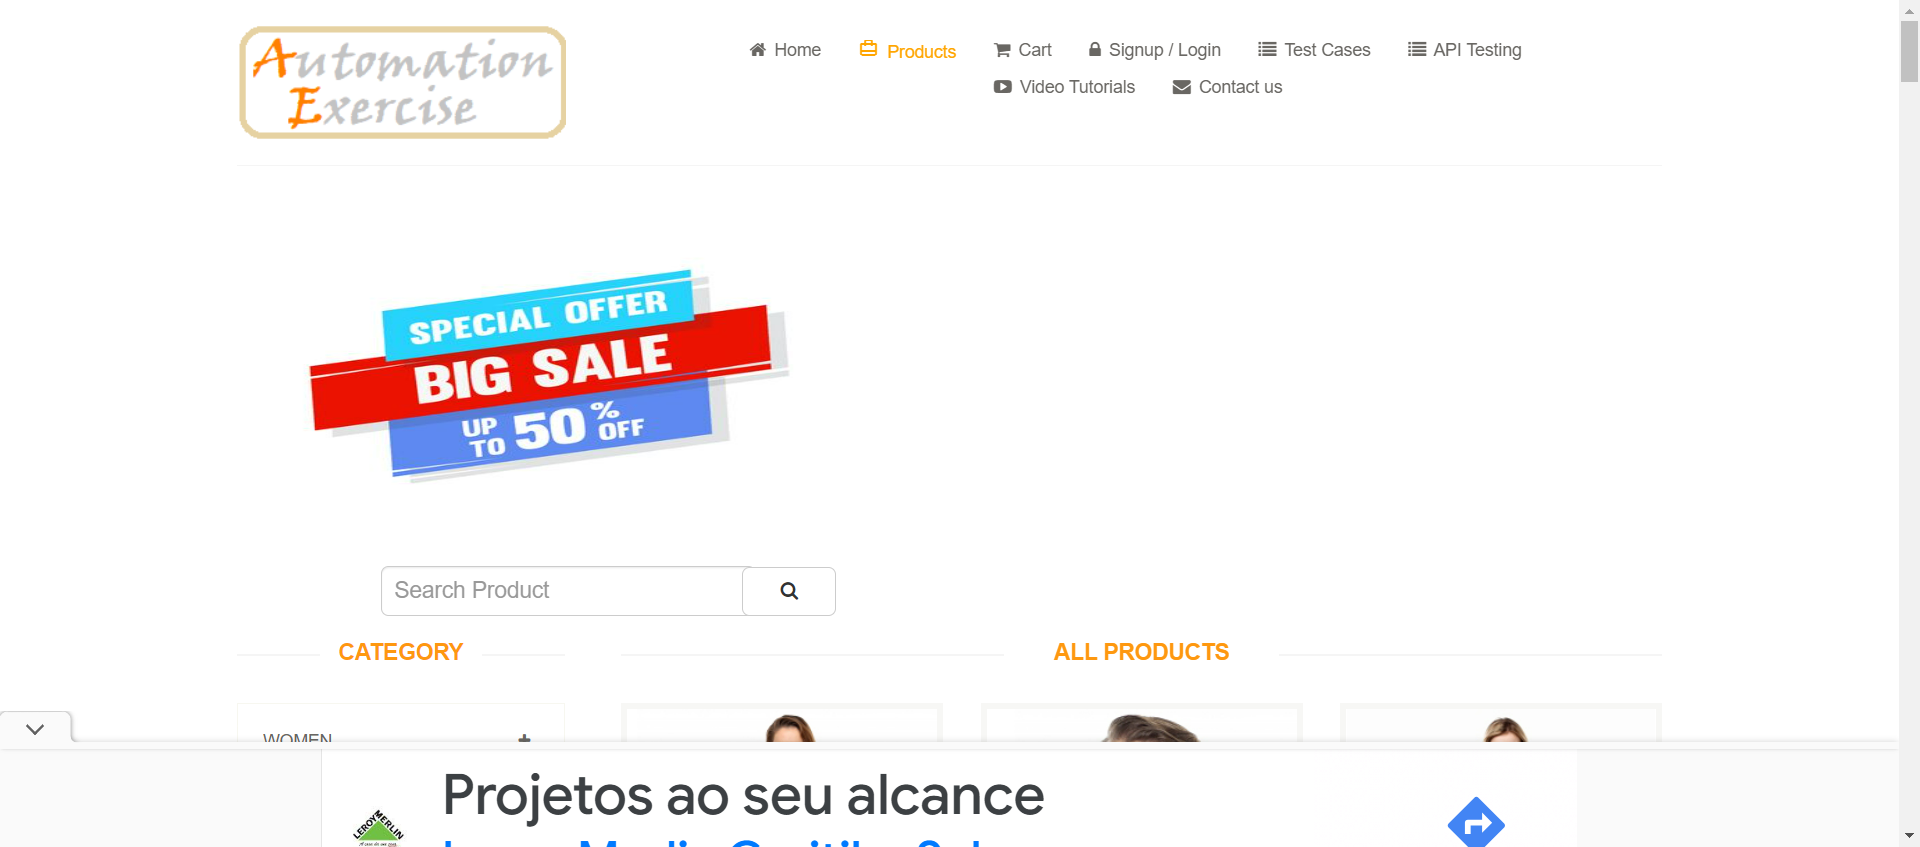 Automation
Exercise
Home
Products
Cart
Signup / Login
Test Cases
API Testing
Video Tutorials
Contact us
SPECIAL OFFER
BIG SALE
UP TO 50% OFF
Search Product
CATEGORY
ALL PRODUCTS
WOMEN
Projetos ao seu alcance
LEROY MERLIN